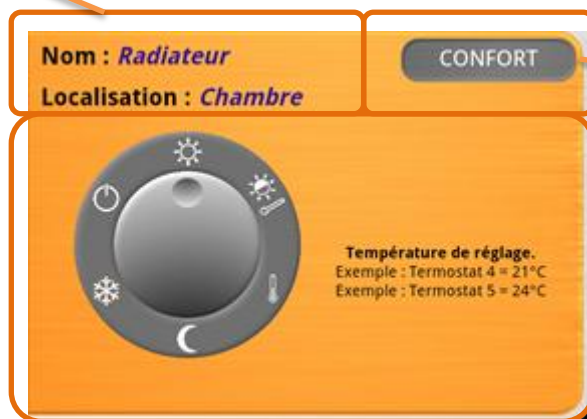 Nom : Radiateur
CONFORT
Localisation : Chambre
Température de réglage.
Exemple : Termostat 4 = 21°C
Exemple : Termostat 5 = 24°C